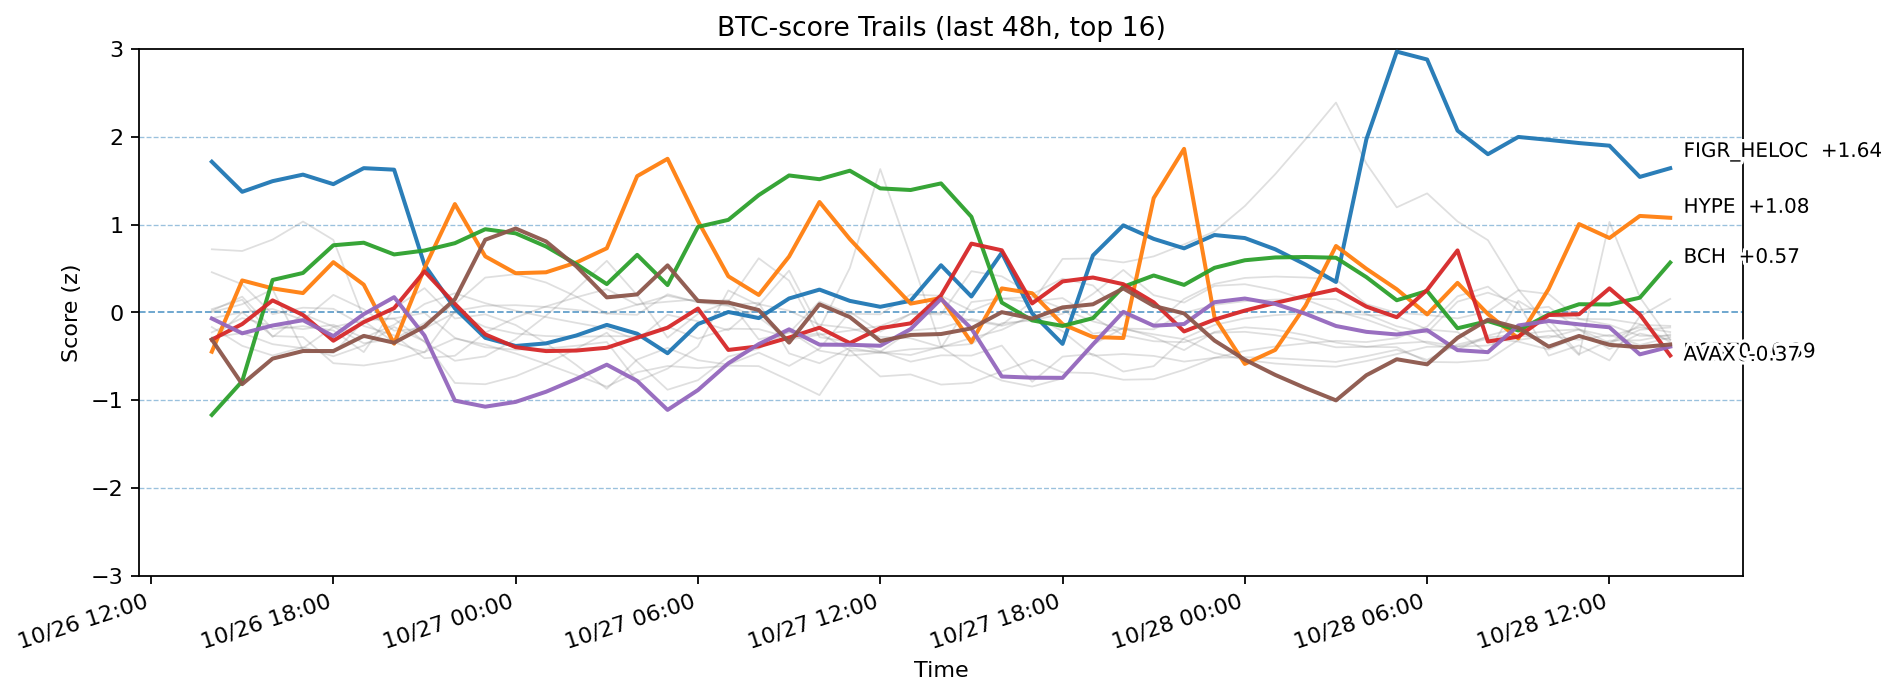 BTC-score Trails (last 48h, top 16)
Score (z)
3
2
1
0
−1
−2
−3
FIGR_HELOC +1.64
HYPE +1.08
BCH +0.57
AVAX -0.37
10/26 12:00
10/26 18:00
10/27 00:00
10/27 06:00
10/27 12:00
10/27 18:00
10/28 00:00
10/28 06:00
10/28 12:00
Time